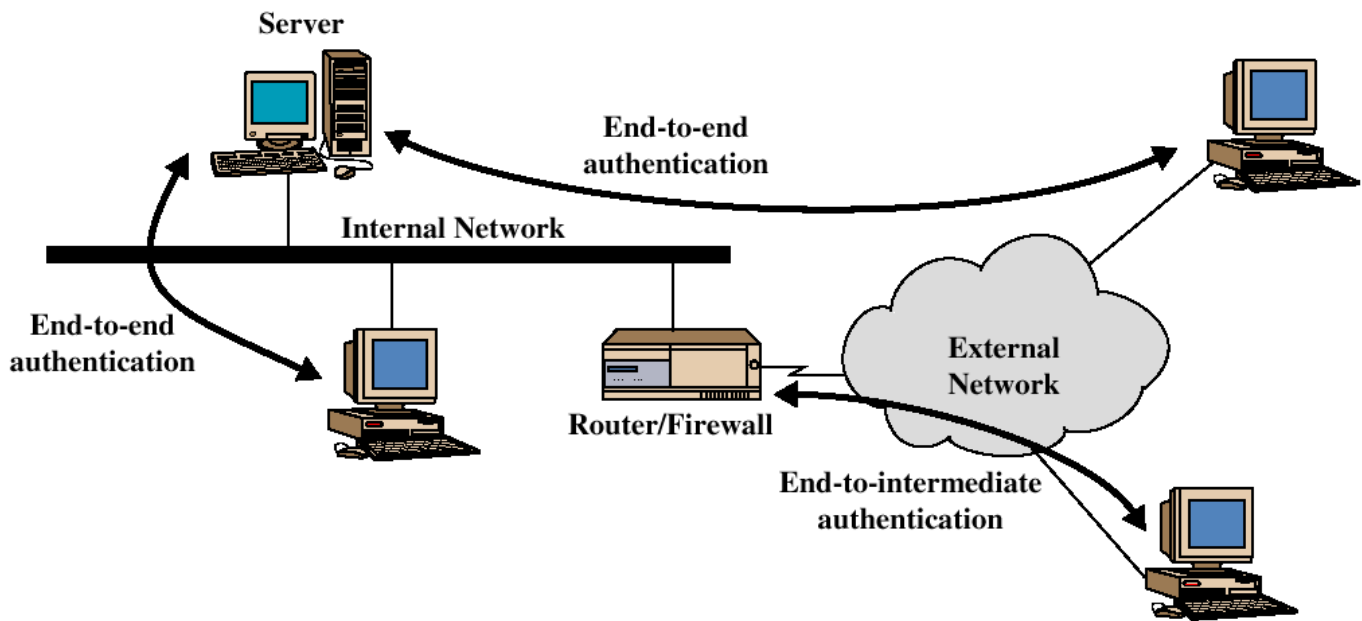 Server
End-to-end
authentication
Internal Network
End-to-end
authentication
External
Network
Router/Firewall
End-to-intermediate
authentication